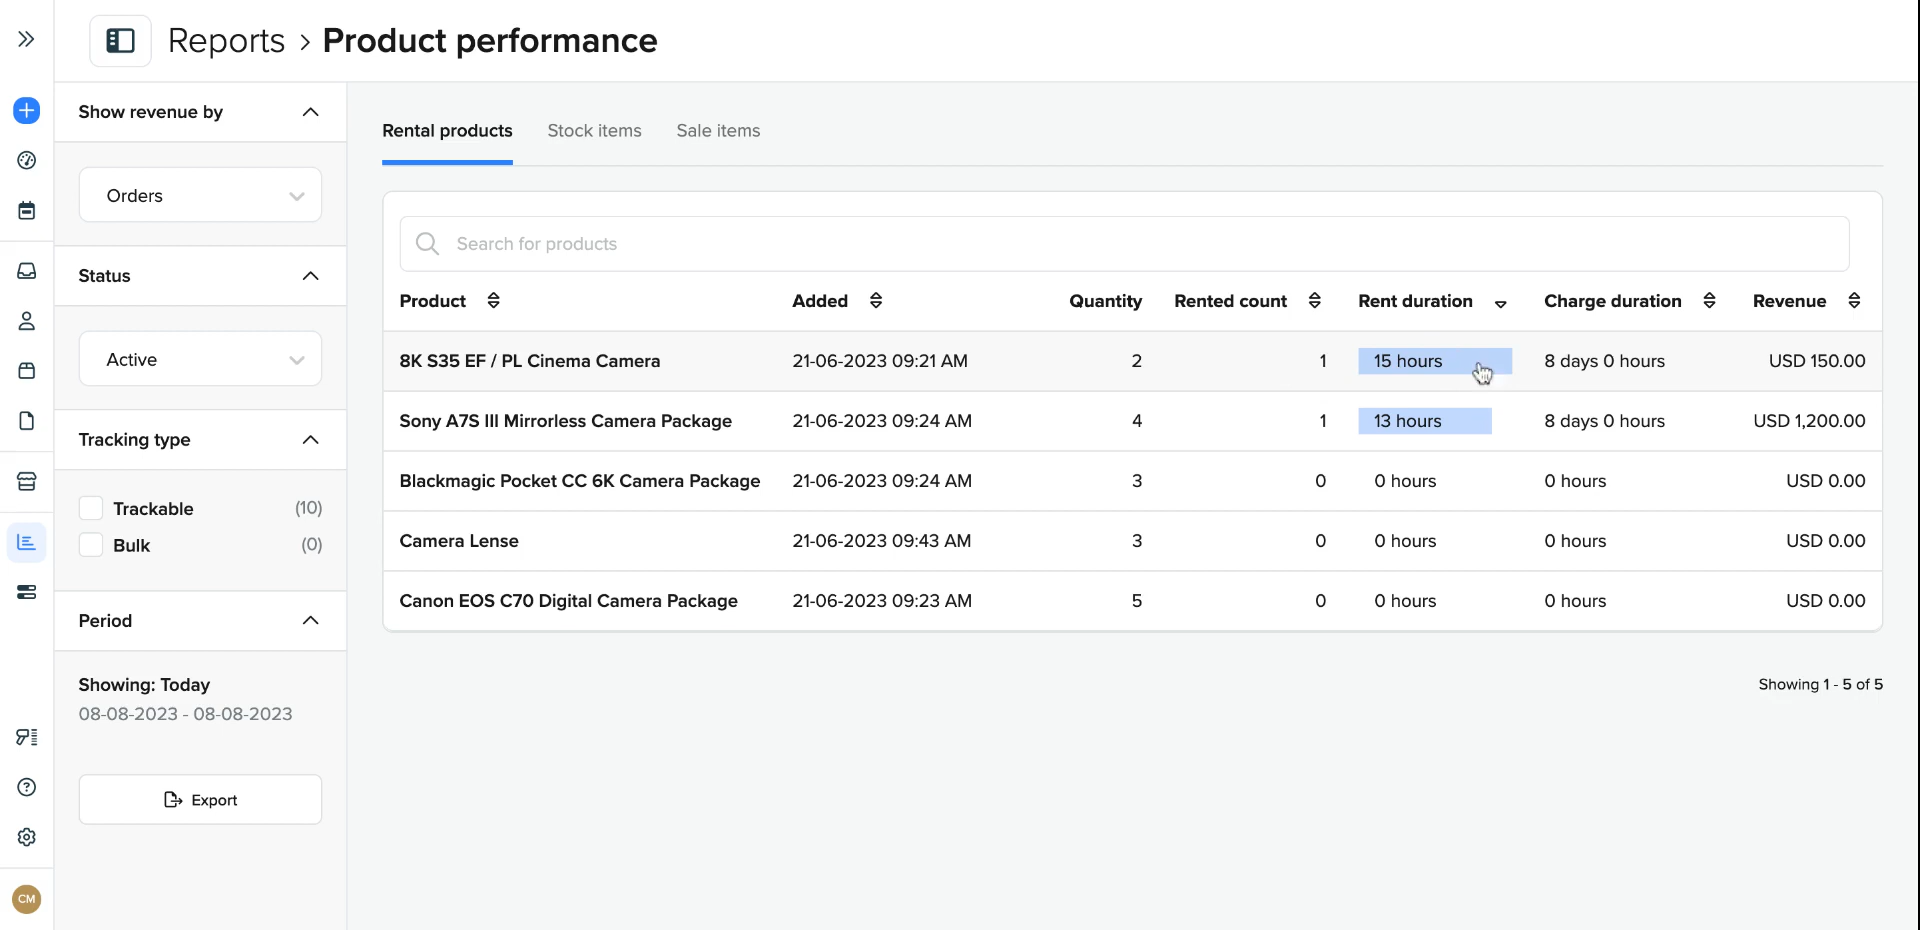 Reports › Product performance
Show revenue by
Orders
Status
Active
Tracking type
Trackable (10)
Bulk (0)
Period
Showing: Today
08-08-2023 - 08-08-2023
Export
CM
Rental products Stock items Sale items
Search for products
Product Added Quantity Rented count Rent duration Charge duration Revenue
8K S35 EF / PL Cinema Camera 21-06-2023 09:21 AM 2 1 15 hours 8 days 0 hours USD 150.00
Sony A7S III Mirrorless Camera Package 21-06-2023 09:24 AM 4 1 13 hours 8 days 0 hours USD 1,200.00
Blackmagic Pocket CC 6K Camera Package 21-06-2023 09:24 AM 3 0 0 hours 0 hours USD 0.00
Camera Lense 21-06-2023 09:43 AM 3 0 0 hours 0 hours USD 0.00
Canon EOS C70 Digital Camera Package 21-06-2023 09:23 AM 5 0 0 hours 0 hours USD 0.00
Showing 1 - 5 of 5